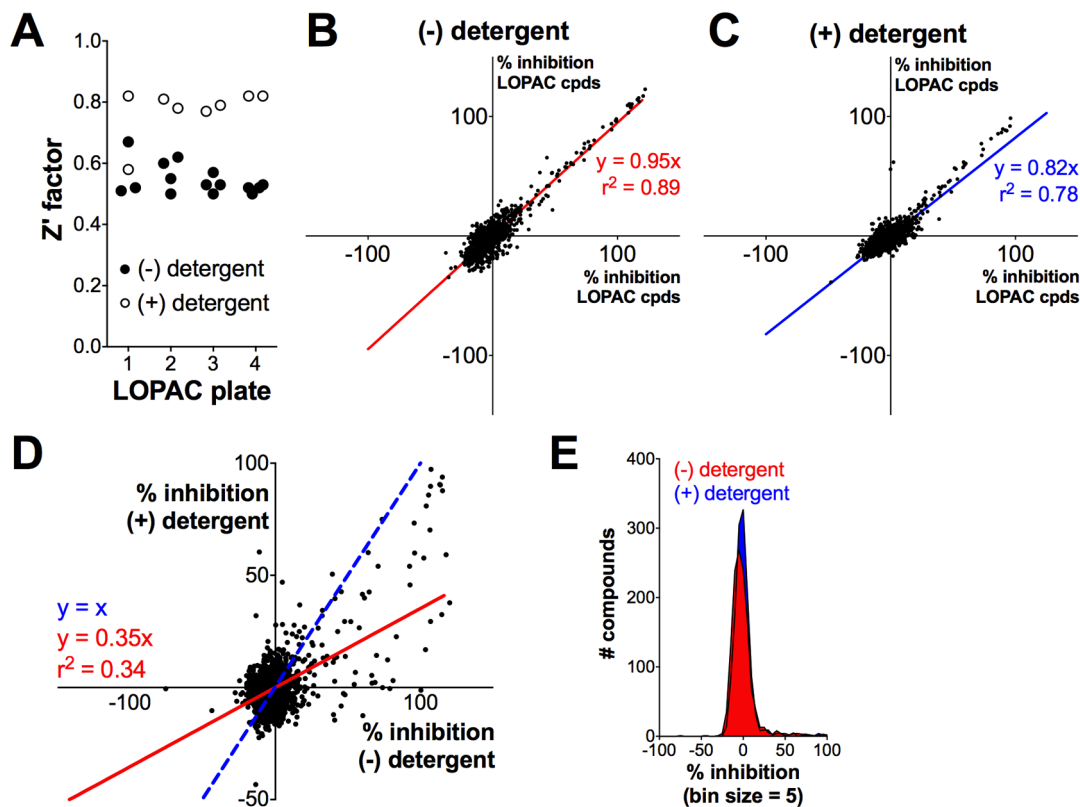 A
1.0
0.8
0.6
0.4
0.2
0.0
Z' factor
(-) detergent
(+) detergent
1 2 3 4
LOPAC plate
B
(-) detergent
% inhibition
LOPAC cpds
100
y = 0.95x
r² = 0.89
-100
100
% inhibition
LOPAC cpds
-100
C
(+) detergent
% inhibition
LOPAC cpds
100
y = 0.82x
r² = 0.78
-100
100
% inhibition
LOPAC cpds
-100
D
100
% inhibition
(+) detergent
50
y = x
y = 0.35x
r² = 0.34
-100
100
% inhibition
(-) detergent
-50
E
400
300
200
100
0
# compounds
(-) detergent
(+) detergent
-100 -50 0 50 100
% inhibition
(bin size = 5)